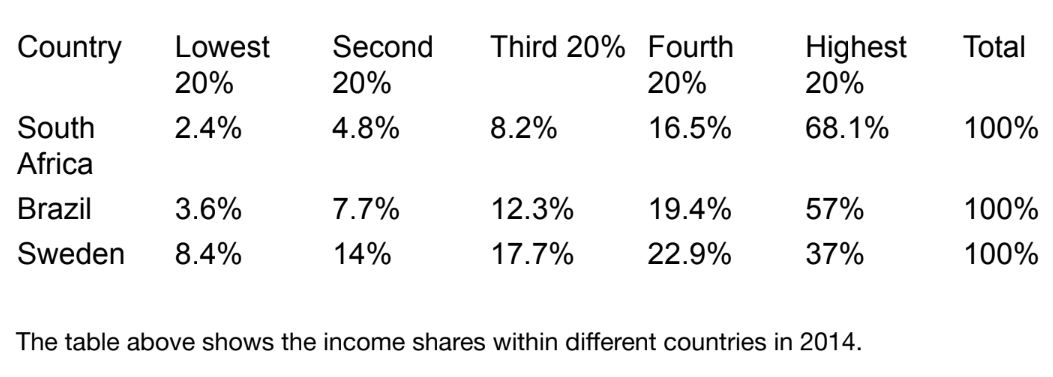 Country Lowest 20% Second 20% Third 20% Fourth 20% Highest 20% Total
South Africa 2.4% 4.8% 8.2% 16.5% 68.1% 100%
Brazil 3.6% 7.7% 12.3% 19.4% 57% 100%
Sweden 8.4% 14% 17.7% 22.9% 37% 100%
The table above shows the income shares within different countries in 2014.